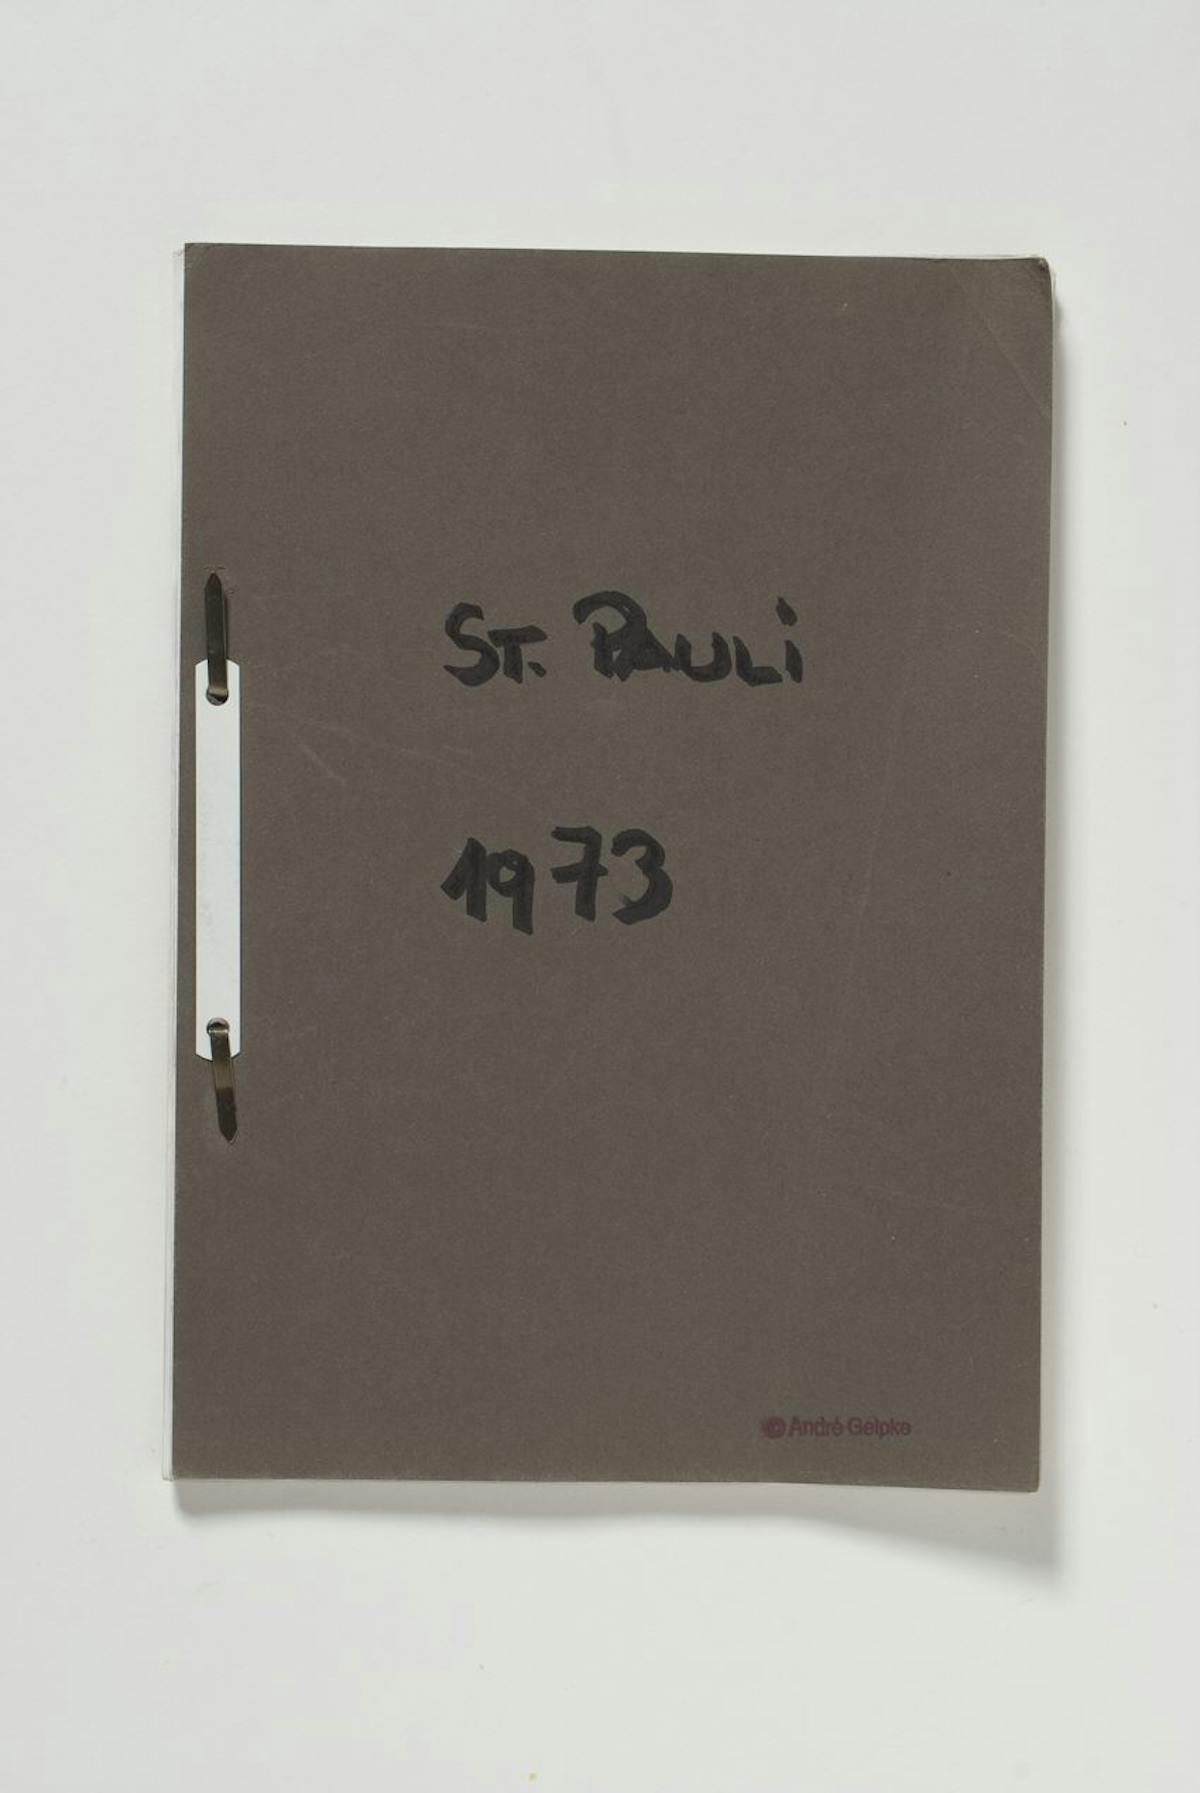 ST. PAULi
1973
© André Gelpke